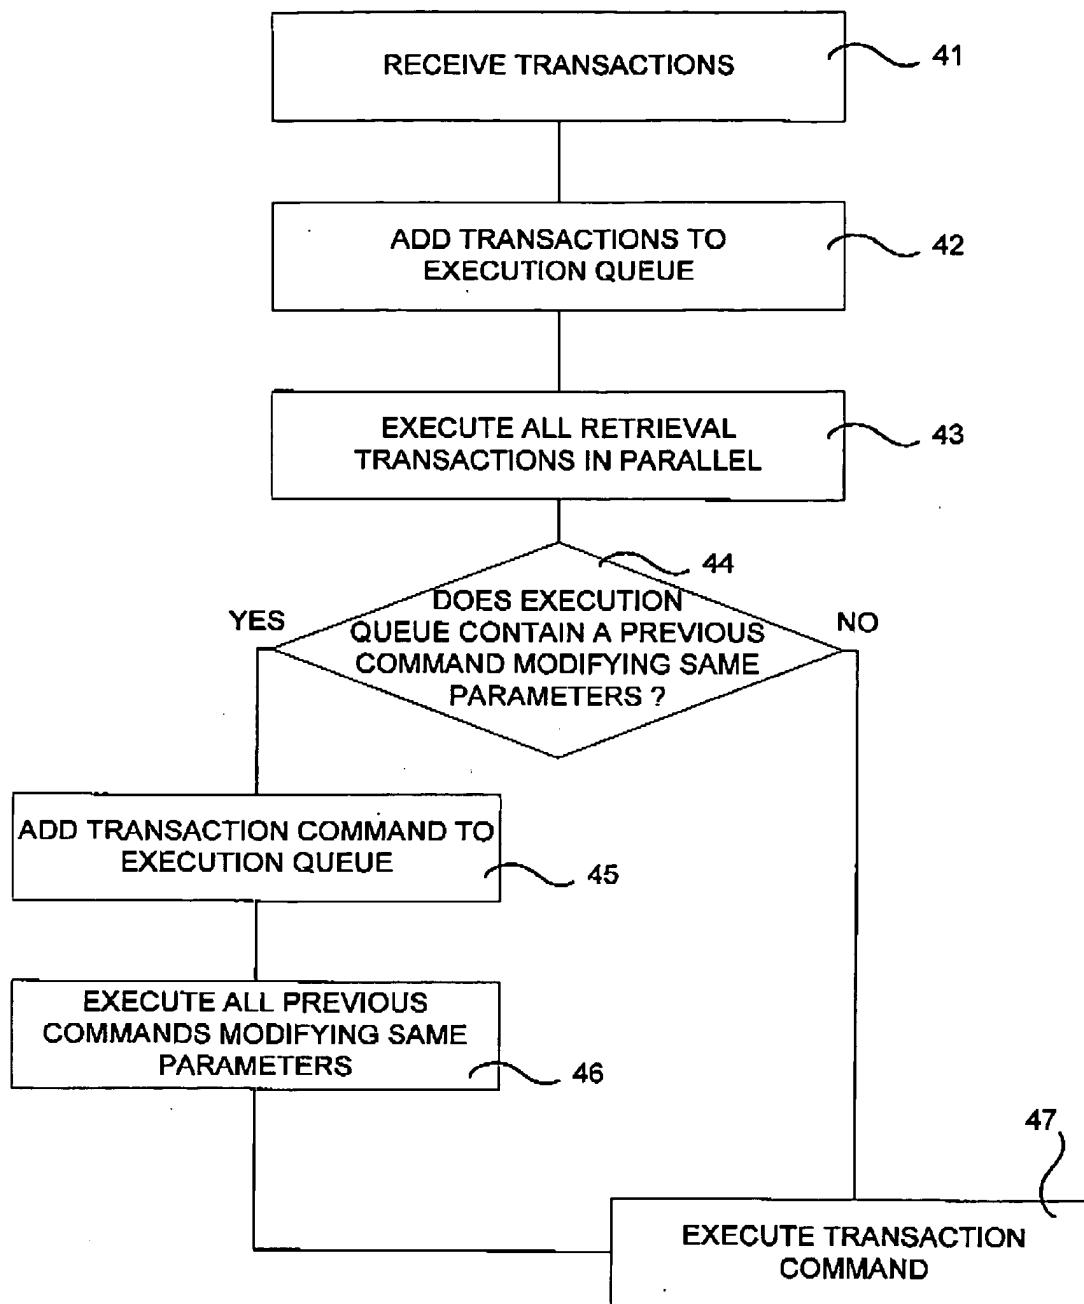 RECEIVE TRANSACTIONS
41
ADD TRANSACTIONS TO
EXECUTION QUEUE
42
EXECUTE ALL RETRIEVAL
TRANSACTIONS IN PARALLEL
43
44
DOES EXECUTION
QUEUE CONTAIN A PREVIOUS
COMMAND MODIFYING SAME
PARAMETERS ?
YES
NO
ADD TRANSACTION COMMAND TO
EXECUTION QUEUE
45
EXECUTE ALL PREVIOUS
COMMANDS MODIFYING SAME
PARAMETERS
46
47
EXECUTE TRANSACTION
COMMAND